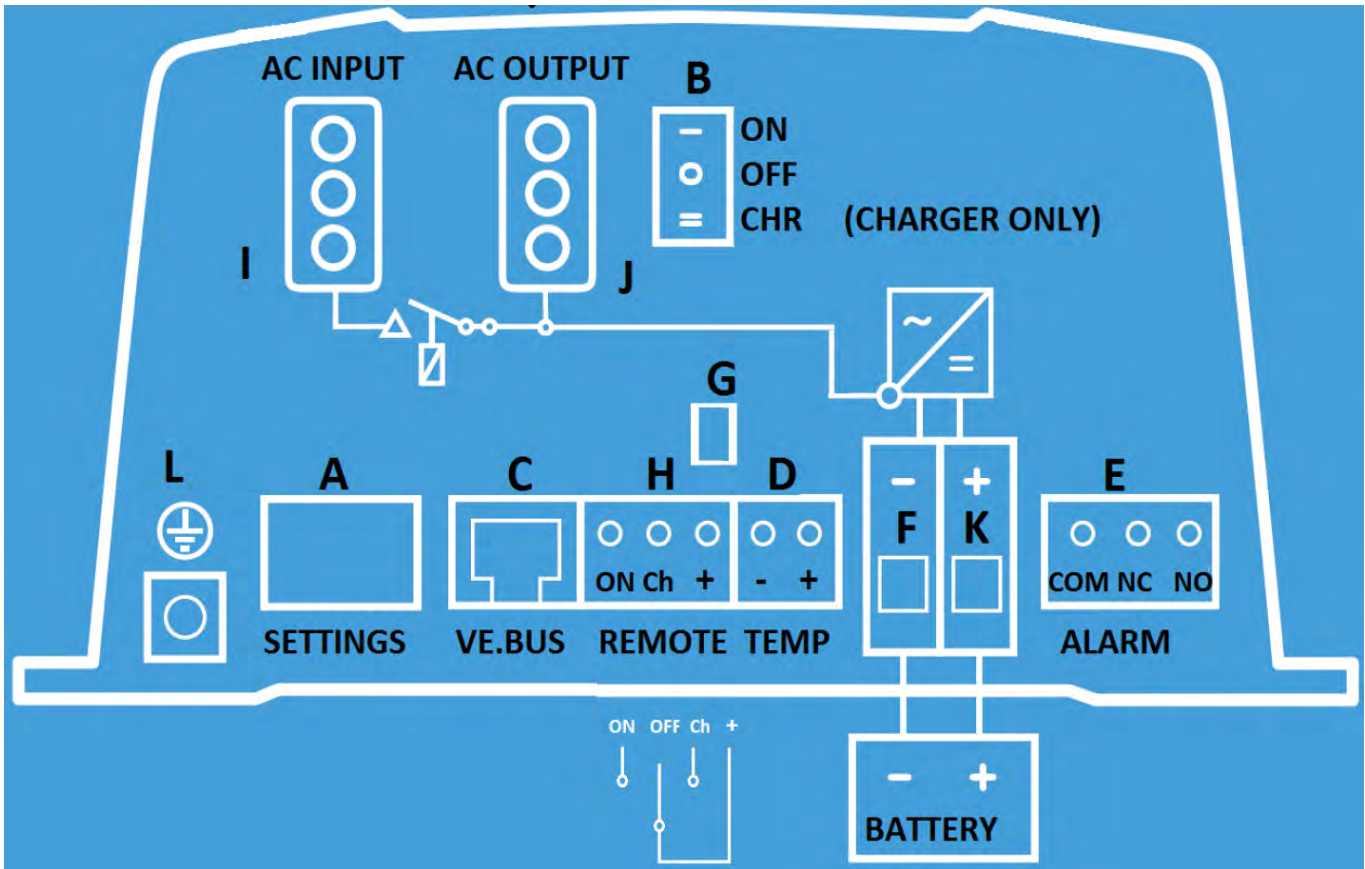 AC INPUT AC OUTPUT B
ON
OFF
CHR (CHARGER ONLY)
I J
~
=
G
L A C H D E
- +
F K
ON Ch + - + COM NC NO
SETTINGS VE.BUS REMOTE TEMP ALARM
ON OFF Ch +
- +
BATTERY